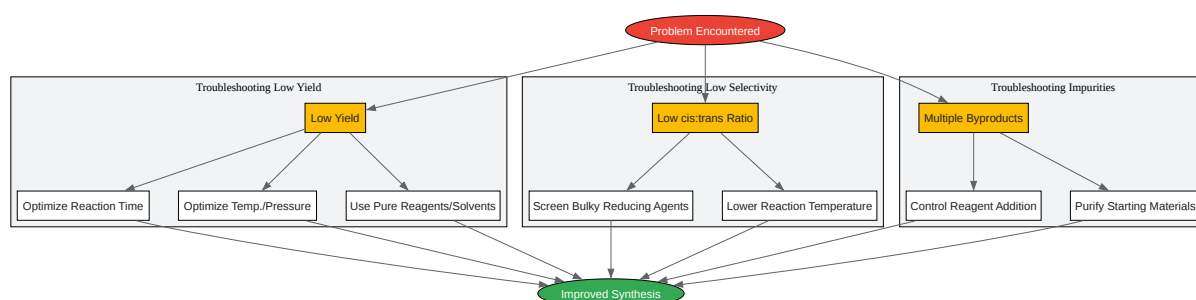 Problem Encountered
Troubleshooting Low Yield
Troubleshooting Low Selectivity
Troubleshooting Impurities
Low Yield
Low cis:trans Ratio
Multiple Byproducts
Optimize Reaction Time
Optimize Temp./Pressure
Use Pure Reagents/Solvents
Screen Bulky Reducing Agents
Lower Reaction Temperature
Control Reagent Addition
Purify Starting Materials
Improved Synthesis